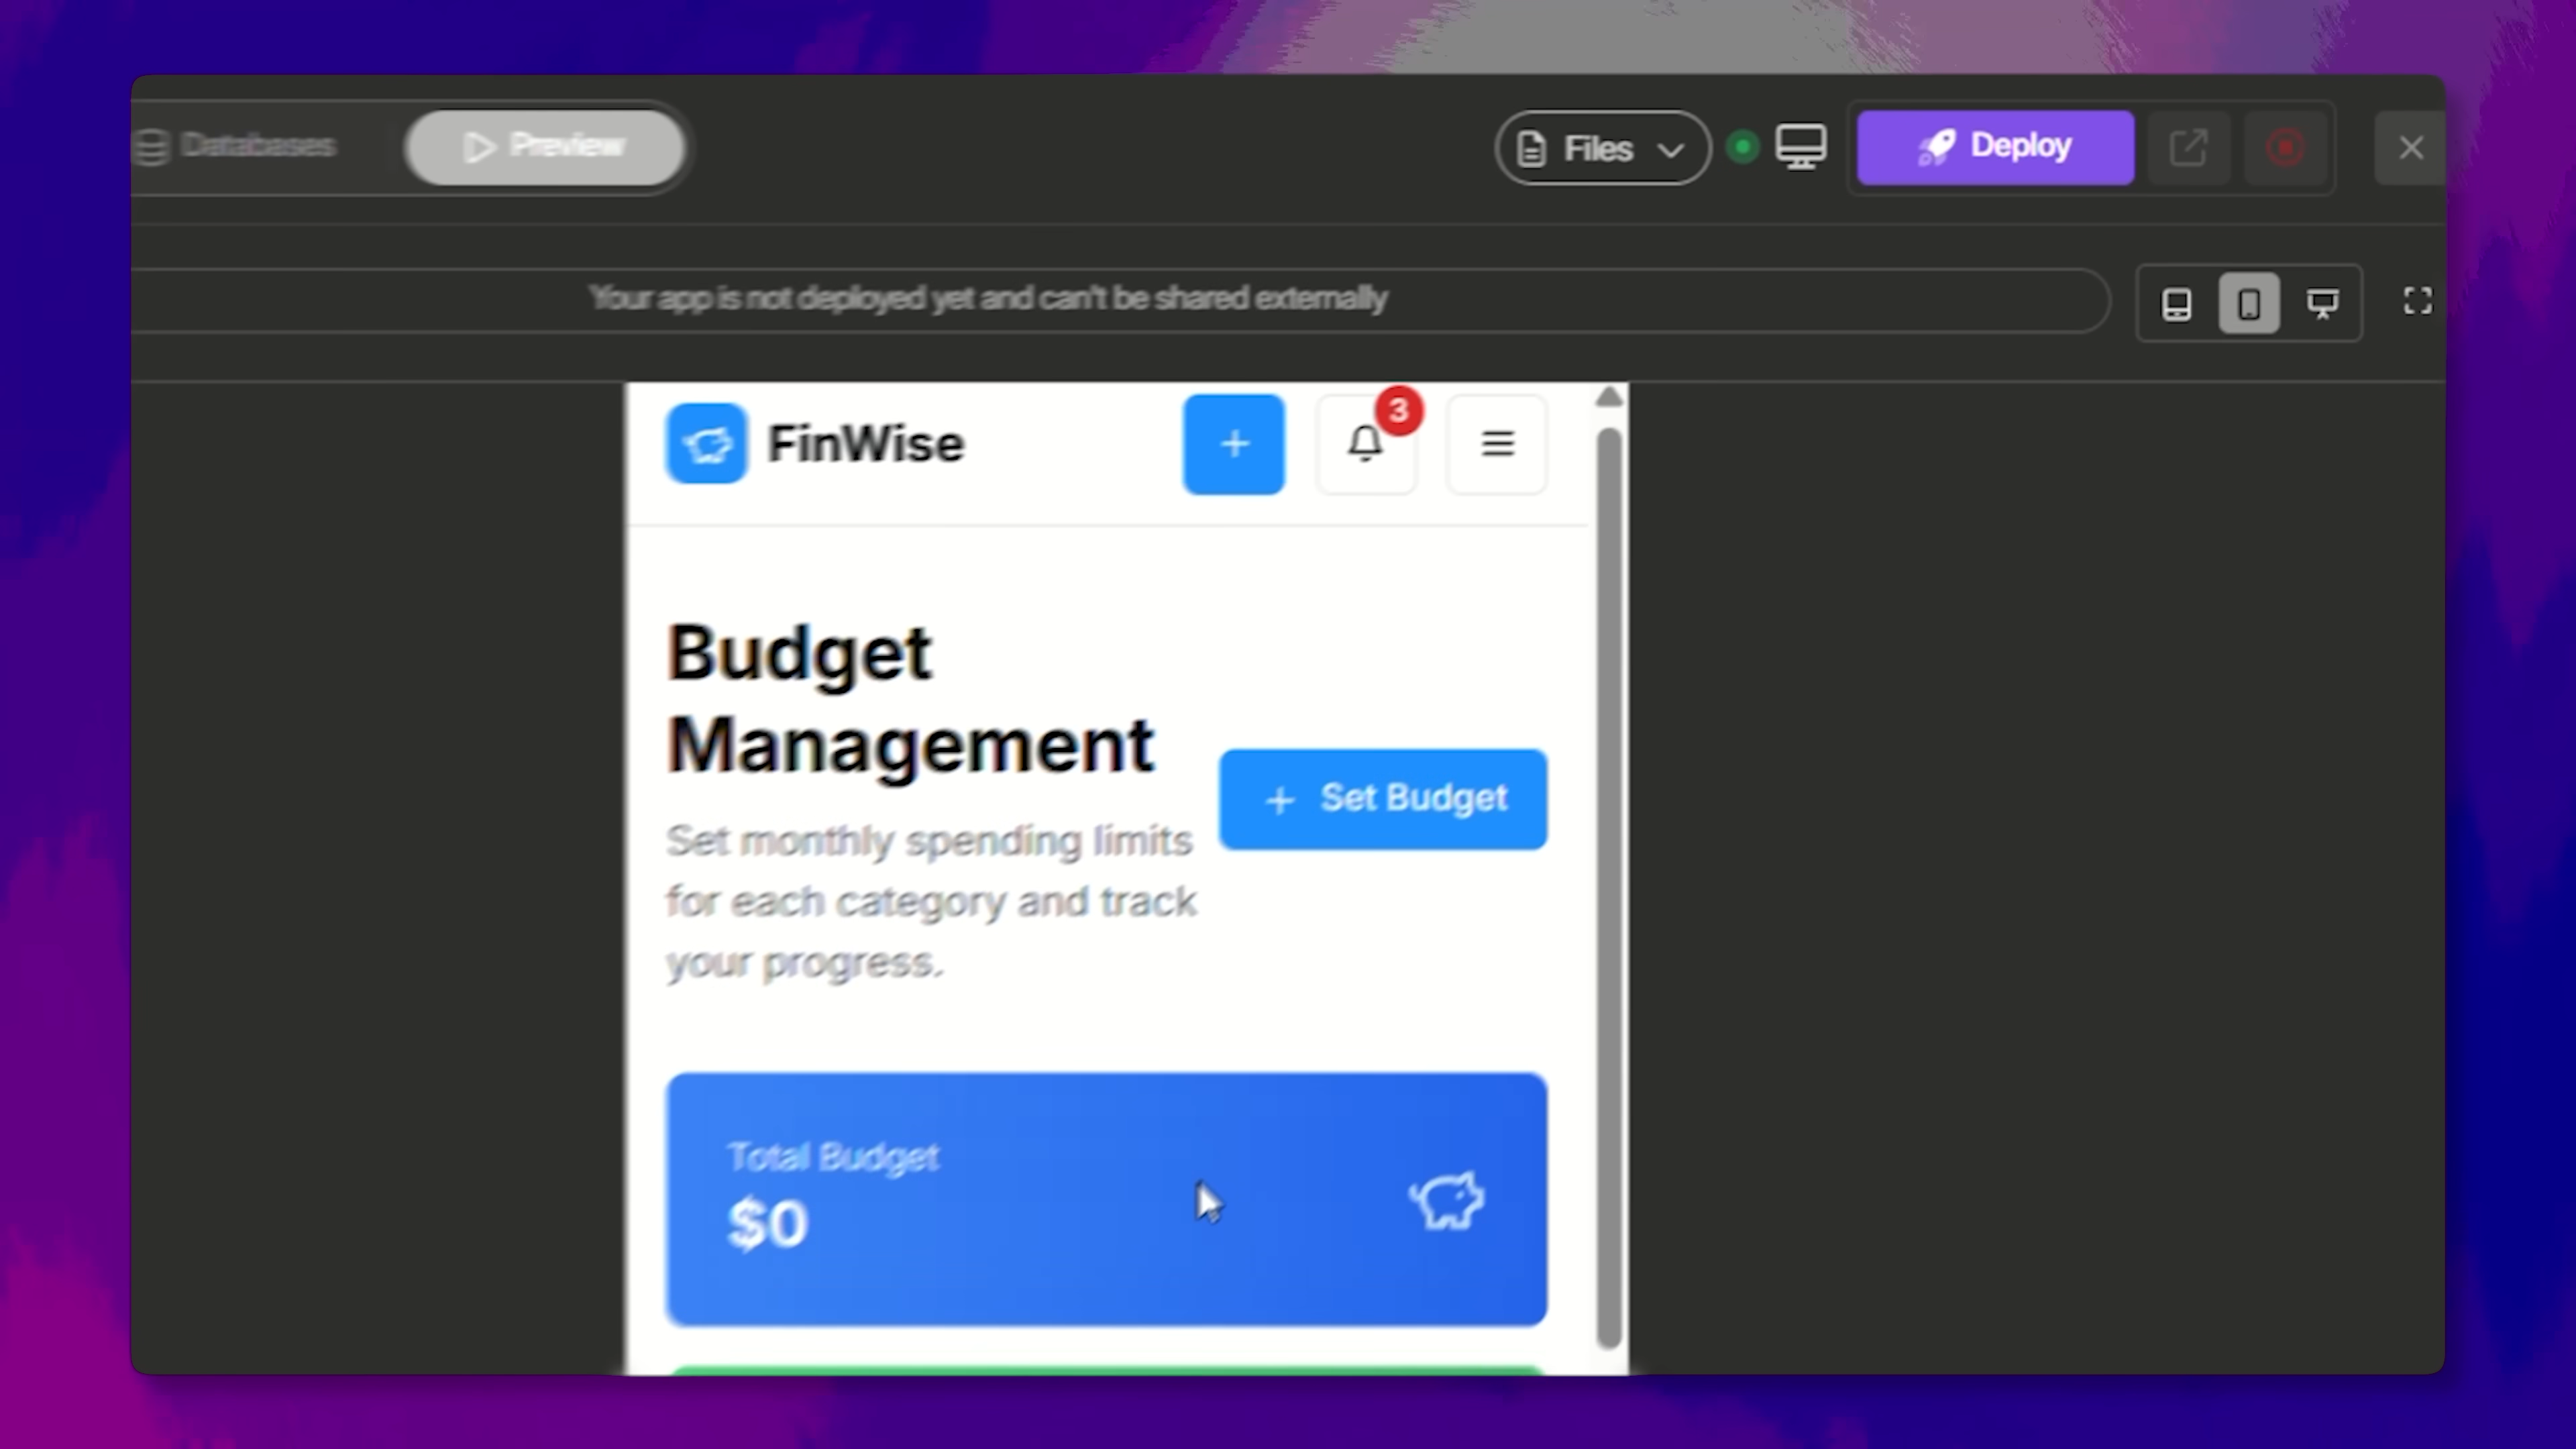 Databases
Preview
Files
Deploy
Your app is not deployed yet and can't be shared externally
FinWise
3
Budget
Management
Set Budget
Set monthly spending limits
for each category and track
your progress.
Total Budget
$0